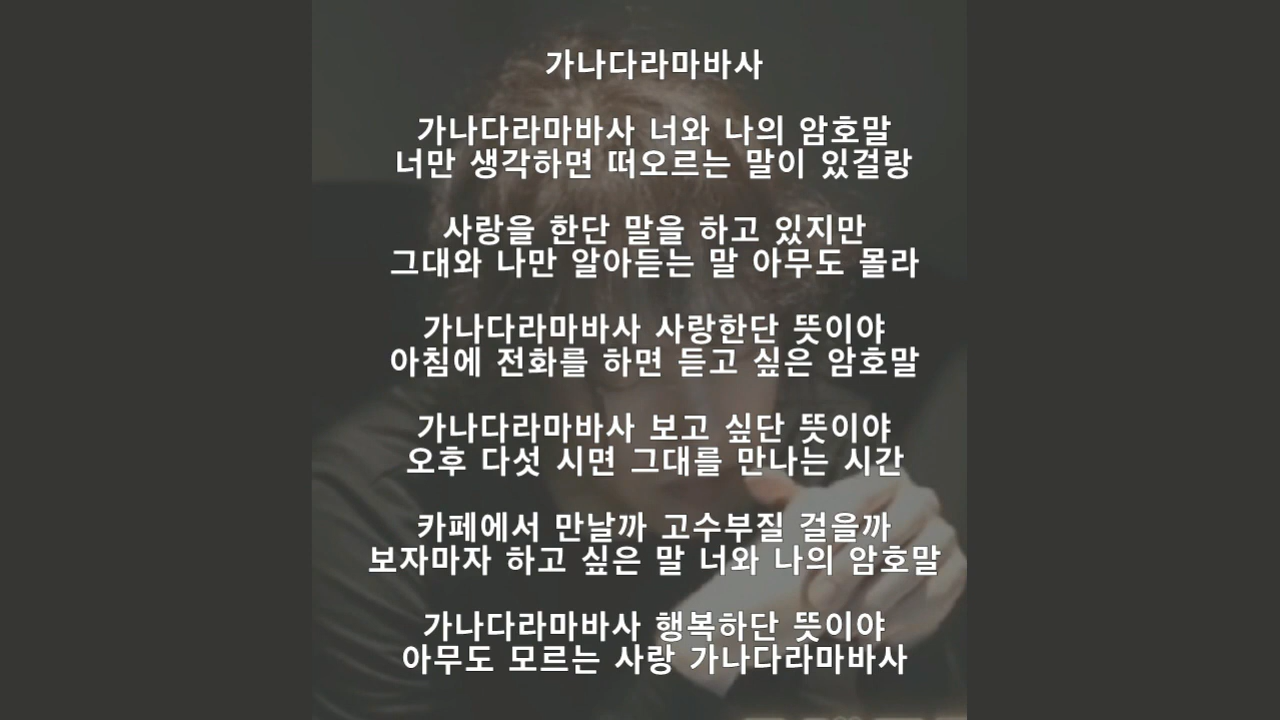 가나다라마바사
가나다라마바사 너와 나의 암호말
너만 생각하면 떠오르는 말이 있걸랑
사랑을 한단 말을 하고 있지만
그대와 나만 알아듣는 말 아무도 몰라
가나다라마바사 사랑한단 뜻이야
아침에 전화를 하면 듣고 싶은 암호말
가나다라마바사 보고 싶단 뜻이야
오후 다섯 시면 그대를 만나는 시간
카페에서 만날까 고수부질 걸을까
보자마자 하고 싶은 말 너와 나의 암호말
가나다라마바사 행복하단 뜻이야
아무도 모르는 사랑 가나다라마바사